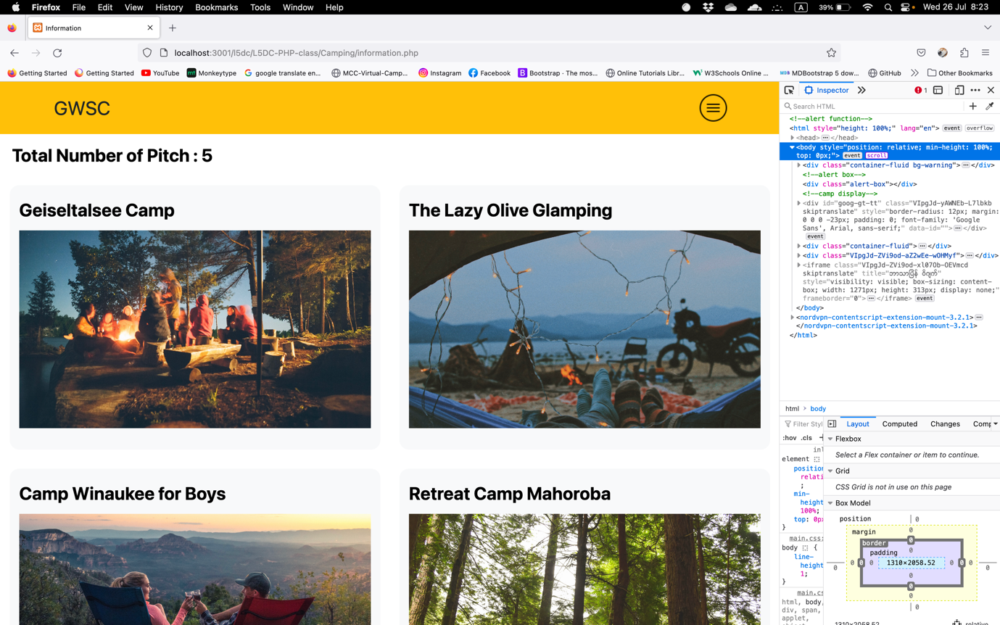 Firefox File Edit View History Bookmarks Tools Window Help A 39% Wed 26 Jul 8:23
Information
localhost:3001/l5dc/L5DC-PHP-class/Camping/information.php
Getting Started Getting Started YouTube mt Monkeytype google translate en... MCC-Virtual-Camp... Instagram Facebook B Bootstrap · The mos... Online Tutorials Libr... W3Schools Online ... MDBootstrap 5 dow... GitHub Other Bookmarks
GWSC
Total Number of Pitch : 5
Geiseltalsee Camp
The Lazy Olive Glamping
Camp Winaukee for Boys
Retreat Camp Mahoroba
Inspector 1
Search HTML
<!--alert function-->
<html style="height: 100%;" lang="en"> event overflow
<head> </head>
<body style="position: relative; min-height: 100%;
top: 0px;"> event scroll
<div class="container-fluid bg-warning"> </div>
<!--alert box-->
<div class="alert-box"></div>
<!--camp display-->
<div id="goog-gt-tt" class="VIpgJd-yAWNEb-L7lbkb
skiptranslate" style="border-radius: 12px; margin:
0 0 0 -23px; padding: 0; font-family: 'Google
Sans', Arial, sans-serif;" data-id=""> </div>
event
<div class="container-fluid"> </div>
<div class="VIpgJd-ZVi9od-aZ2wEe-wOHMyf"> </div>
<iframe class="VIpgJd-ZVi9od-xl07Ob-OEVmcd
skiptranslate" title="ဘာသာပြန် ဝိဂျက်"
style="visibility: visible; box-sizing: content-
box; width: 1271px; height: 313px; display: none;"
frameborder="0"> </iframe> event
</body>
<nordvpn-contentscript-extension-mount-3.2.1>
</nordvpn-contentscript-extension-mount-3.2.1>
</html>
html > body
Filter Styl
:hov .cls +
inl
element
positio
relati
;
min-
height
100%;
top: 0px
}
main.css:
body {
line-
height
1;
}
main.cs
html, body,
div, span,
applet,
Layout Computed Changes Comp
Flexbox
Select a Flex container or item to continue.
Grid
CSS Grid is not in use on this page
Box Model
position 0
margin 0
border 0
padding 0
0 0 0 0 1310×2058.52 0 0 0 0
0
0
0
0
1310×2058.52 relative